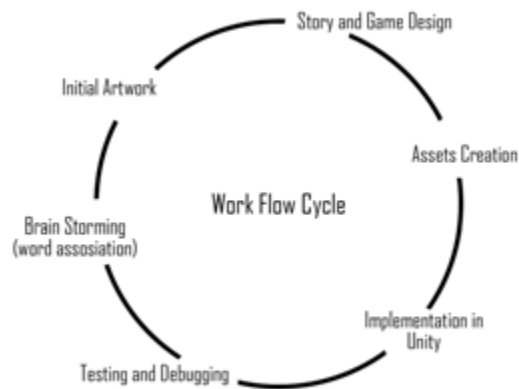 Story and Game Design
Initial Artwork
Assets Creation
Work Flow Cycle
Brain Storming
(word assosiation)
Implementation in
Unity
Testing and Debugging